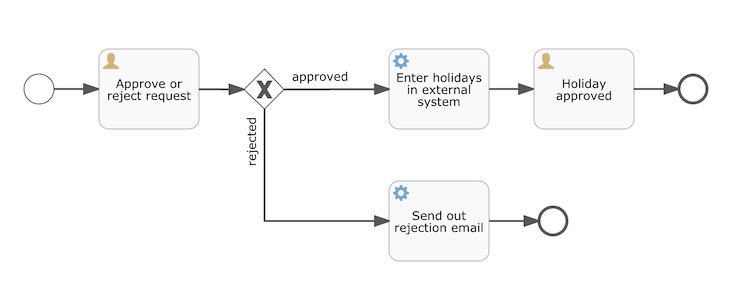 Approve or
reject request
approved
Enter holidays
in external
system
Holiday
approved
rejected
Send out
rejection email